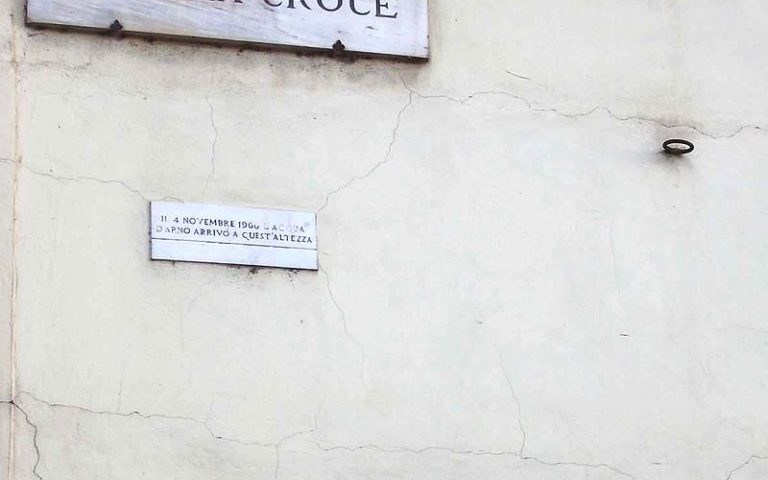 CROCE
IL 4 NOVEMBRE 1966 L'ACQUA
D'ARNO ARRIVÒ A QUEST'ALTEZZA